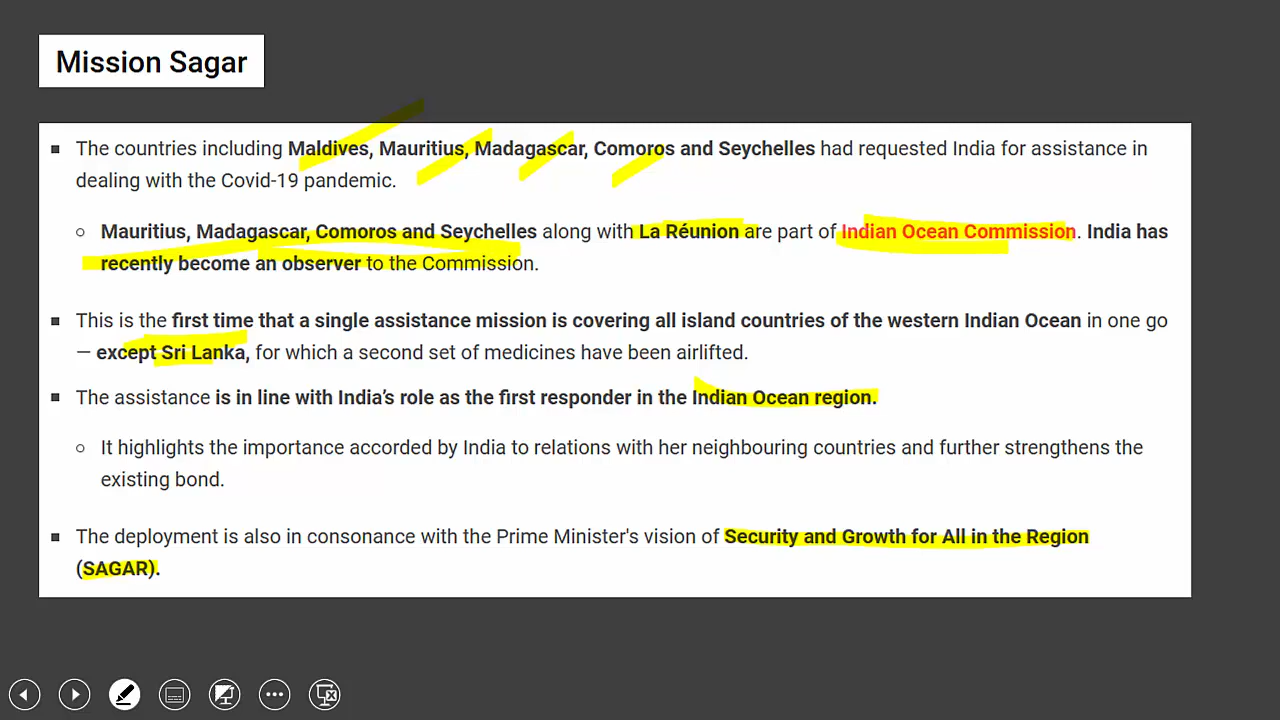 Mission Sagar
The countries including Maldives, Mauritius, Madagascar, Comoros and Seychelles had requested India for assistance in
dealing with the Covid-19 pandemic.
Mauritius, Madagascar, Comoros and Seychelles along with La Réunion are part of Indian Ocean Commission. India has
recently become an observer to the Commission.
This is the first time that a single assistance mission is covering all island countries of the western Indian Ocean in one go
— except Sri Lanka, for which a second set of medicines have been airlifted.
The assistance is in line with India’s role as the first responder in the Indian Ocean region.
It highlights the importance accorded by India to relations with her neighbouring countries and further strengthens the
existing bond.
The deployment is also in consonance with the Prime Minister's vision of Security and Growth for All in the Region
(SAGAR).